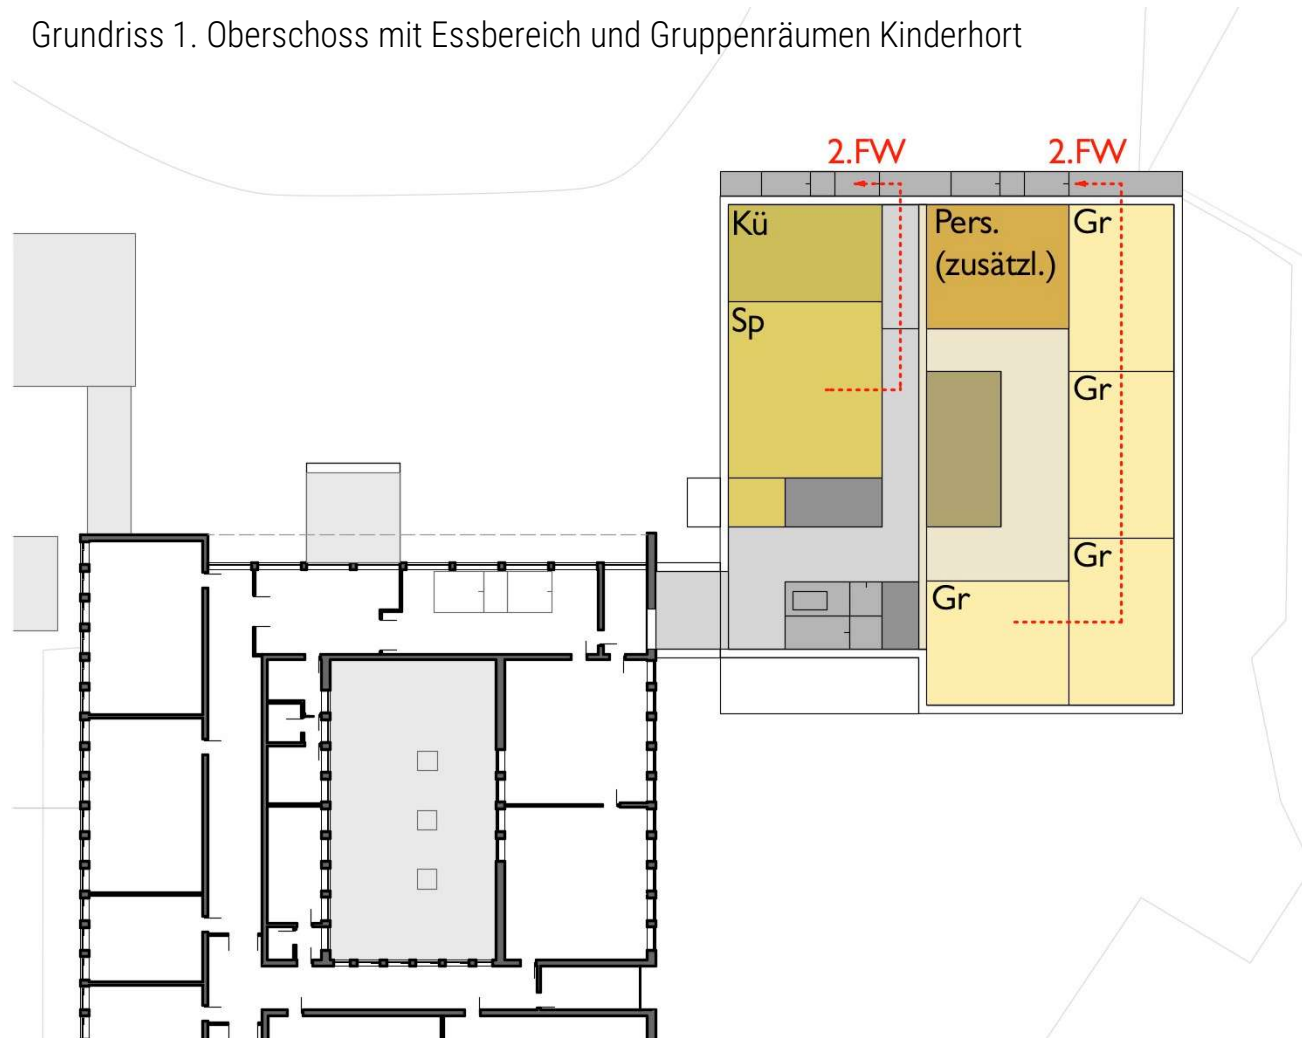 Grundriss 1. Oberschoss mit Essbereich und Gruppenräumen Kinderhort
2.FW
2.FW
Kü
Pers.
(zusätzl.)
Gr
Sp
Gr
Gr
Gr